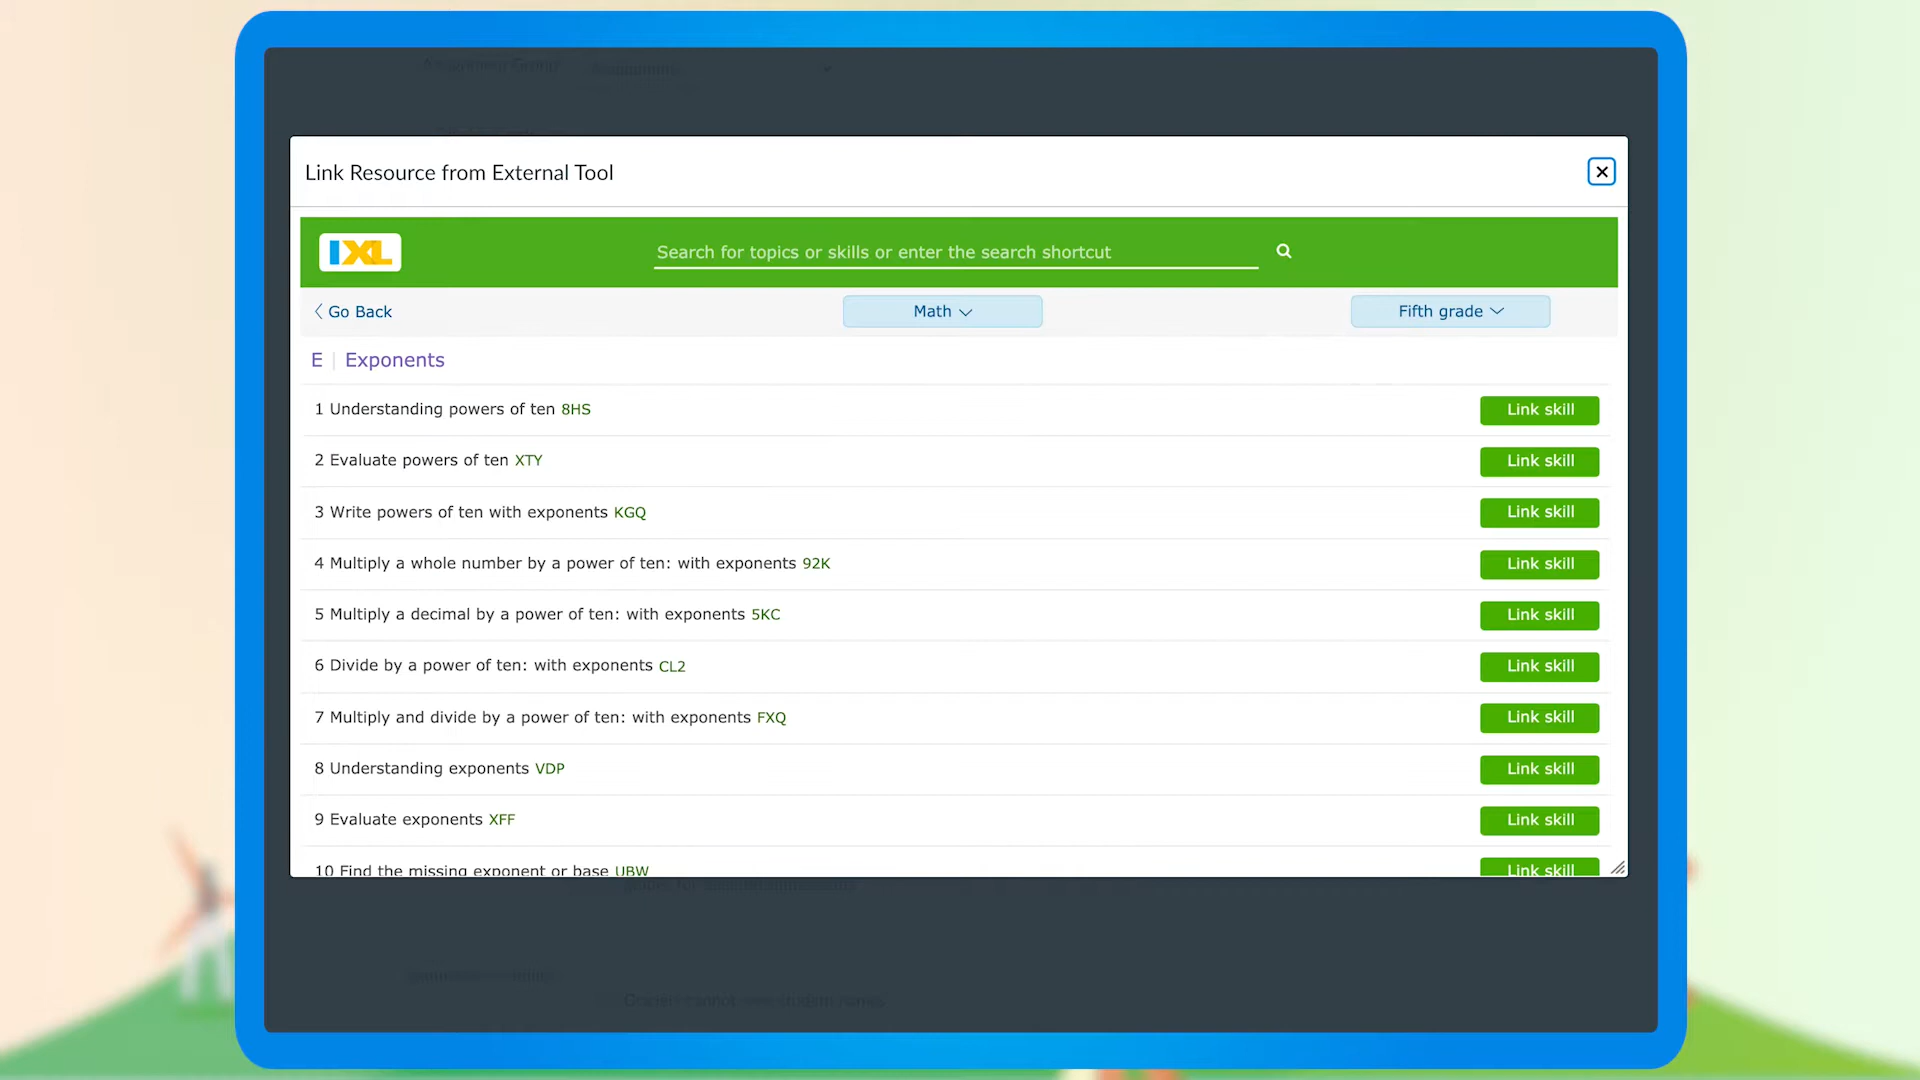 Assignment Group
Link Resource from External Tool
IXL
Search for topics or skills or enter the search shortcut
Go Back
Math
Fifth grade
E Exponents
1 Understanding powers of ten 8HS
Link skill
2 Evaluate powers of ten XTY
Link skill
3 Write powers of ten with exponents KGQ
Link skill
4 Multiply a whole number by a power of ten: with exponents 92K
Link skill
5 Multiply a decimal by a power of ten: with exponents 5KC
Link skill
6 Divide by a power of ten: with exponents CL2
Link skill
7 Multiply and divide by a power of ten: with exponents FXQ
Link skill
8 Understanding exponents VDP
Link skill
9 Evaluate exponents XFF
Link skill
10 Find the missing exponent or base UBW
Link skill